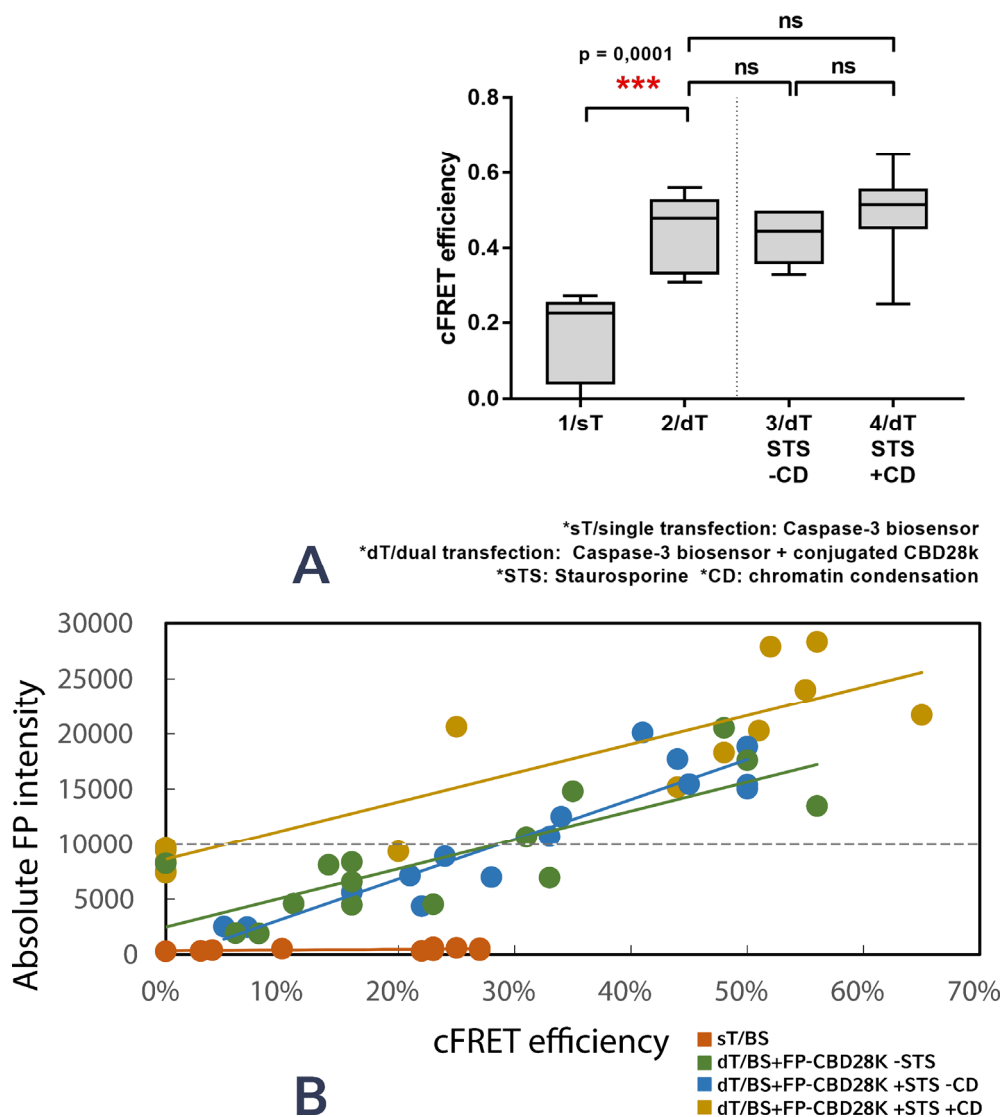 ns
p = 0,0001
***
ns
ns
0.8
0.6
0.4
0.2
0.0
cFRET efficiency
1/sT
2/dT
3/dT
STS
-CD
4/dT
STS
+CD
*sT/single transfection: Caspase-3 biosensor
*dT/dual transfection: Caspase-3 biosensor + conjugated CBD28k
*STS: Staurosporine *CD: chromatin condensation
A
30000
25000
20000
15000
10000
5000
0
Absolute FP intensity
0% 10% 20% 30% 40% 50% 60% 70%
cFRET efficiency
sT/BS
dT/BS+FP-CBD28K -STS
dT/BS+FP-CBD28K +STS -CD
dT/BS+FP-CBD28K +STS +CD
B